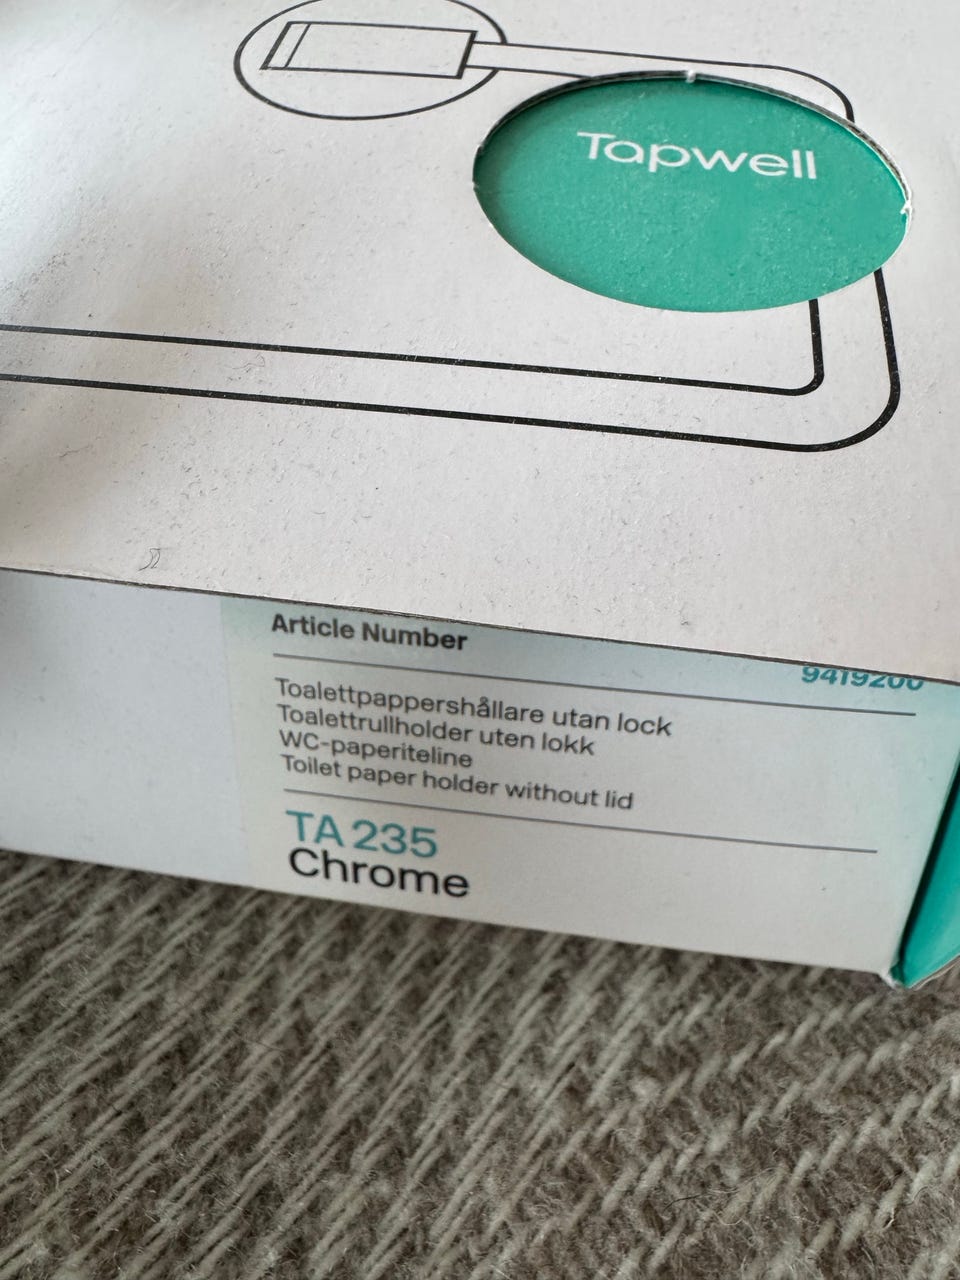 Tapwell
Article Number
9419200
Toalettpappershållare utan lock
Toalettrullholder uten lokk
WC-paperiteline
Toilet paper holder without lid
TA 235
Chrome